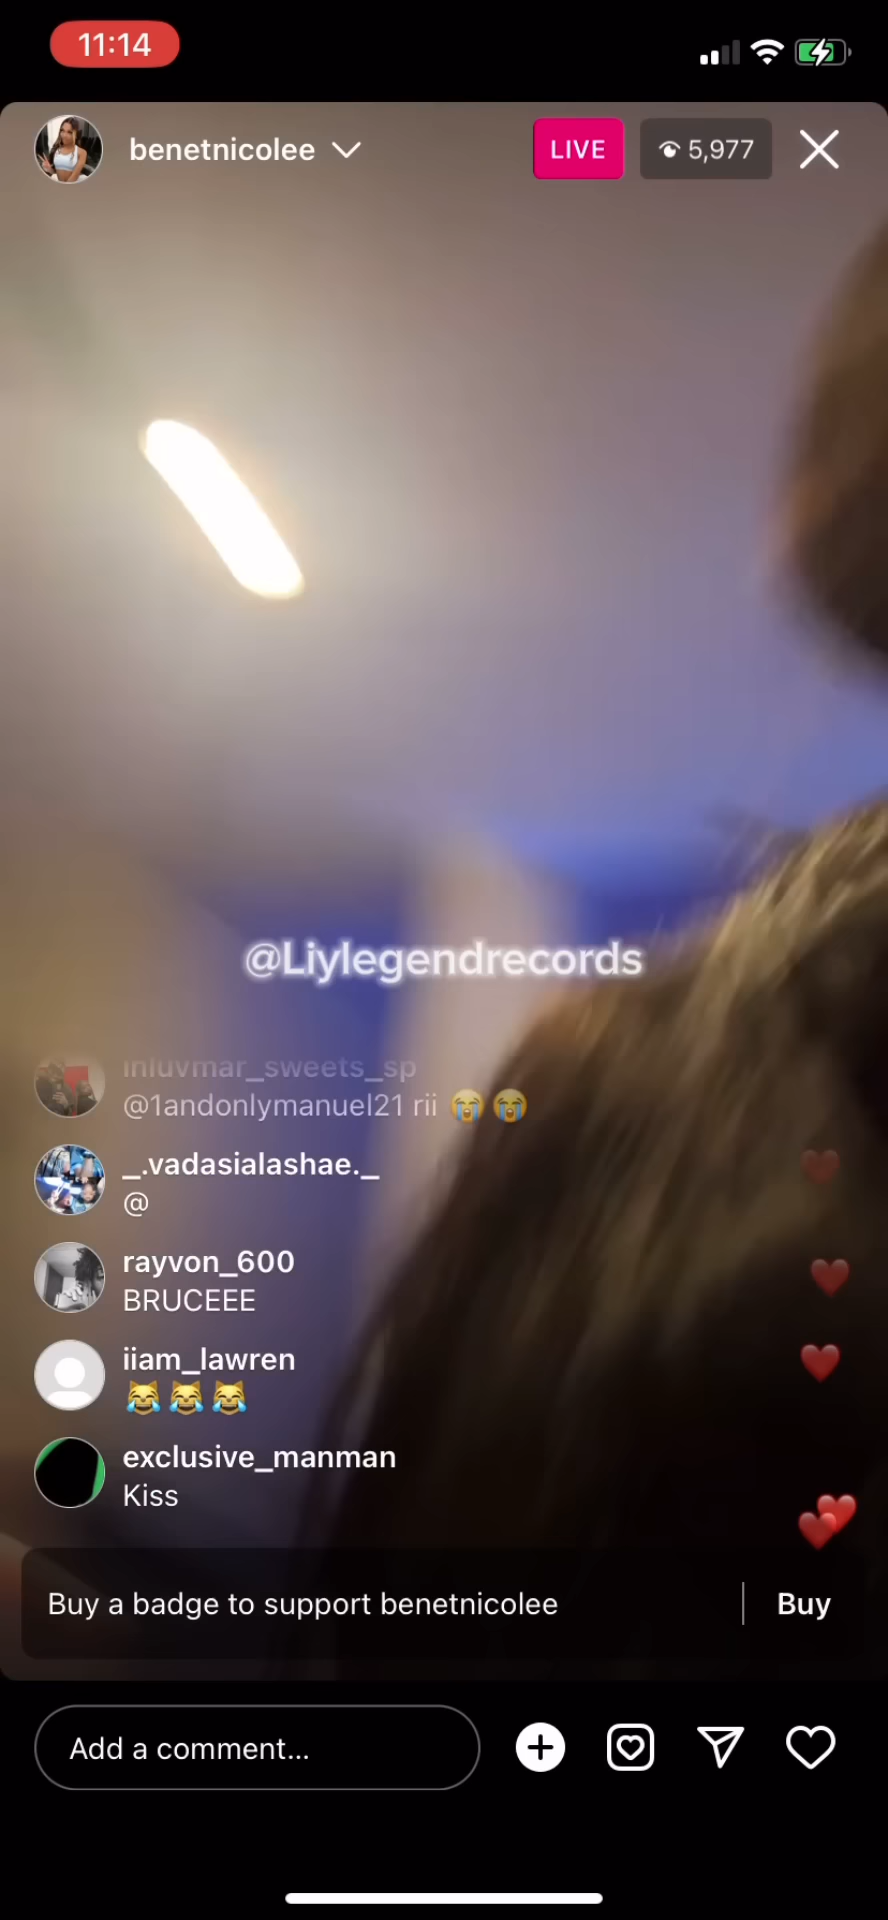 11:14
benetnicolee
LIVE
5,977
@Liylegendrecords
inluvmar_sweets_sp
@1andonlymanuel21 rii 😭😭
_.vadasialashae._
@
rayvon_600
BRUCEEE
iiam_lawren
😹😹😹
exclusive_manman
Kiss
Buy a badge to support benetnicolee
Buy
Add a comment...